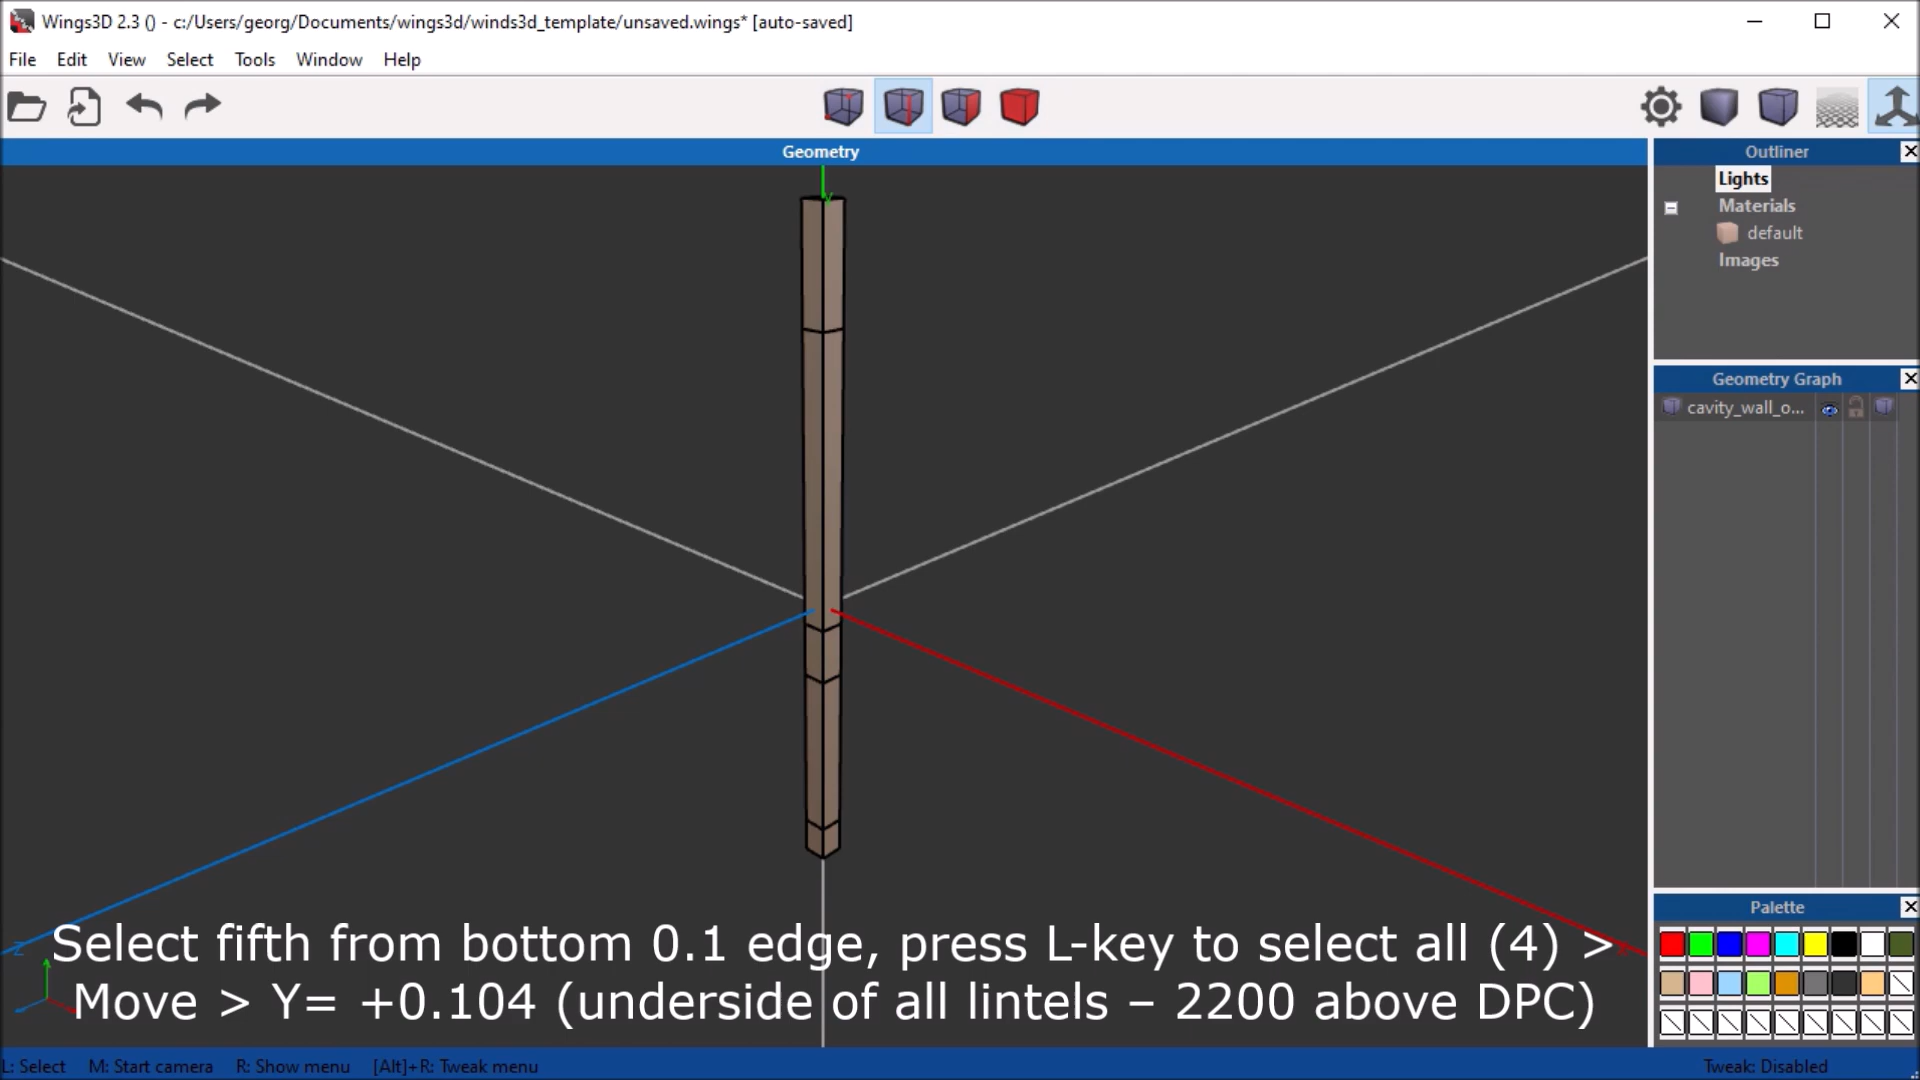 Wings3D 2.3 () - c:/Users/georg/Documents/wings3d/winds3d_template/unsaved.wings* [auto-saved]
File Edit View Select Tools Window Help
Geometry
Outliner
Lights
Materials
default
Images
Geometry Graph
cavity_wall_o...
Y
Z
Select fifth from bottom 0.1 edge, press L-key to select all (4) >
Move > Y= +0.104 (underside of all lintels – 2200 above DPC)
Palette
L: Select M: Start camera R: Show menu [Alt]+R: Tweak menu
Tweak: Disabled